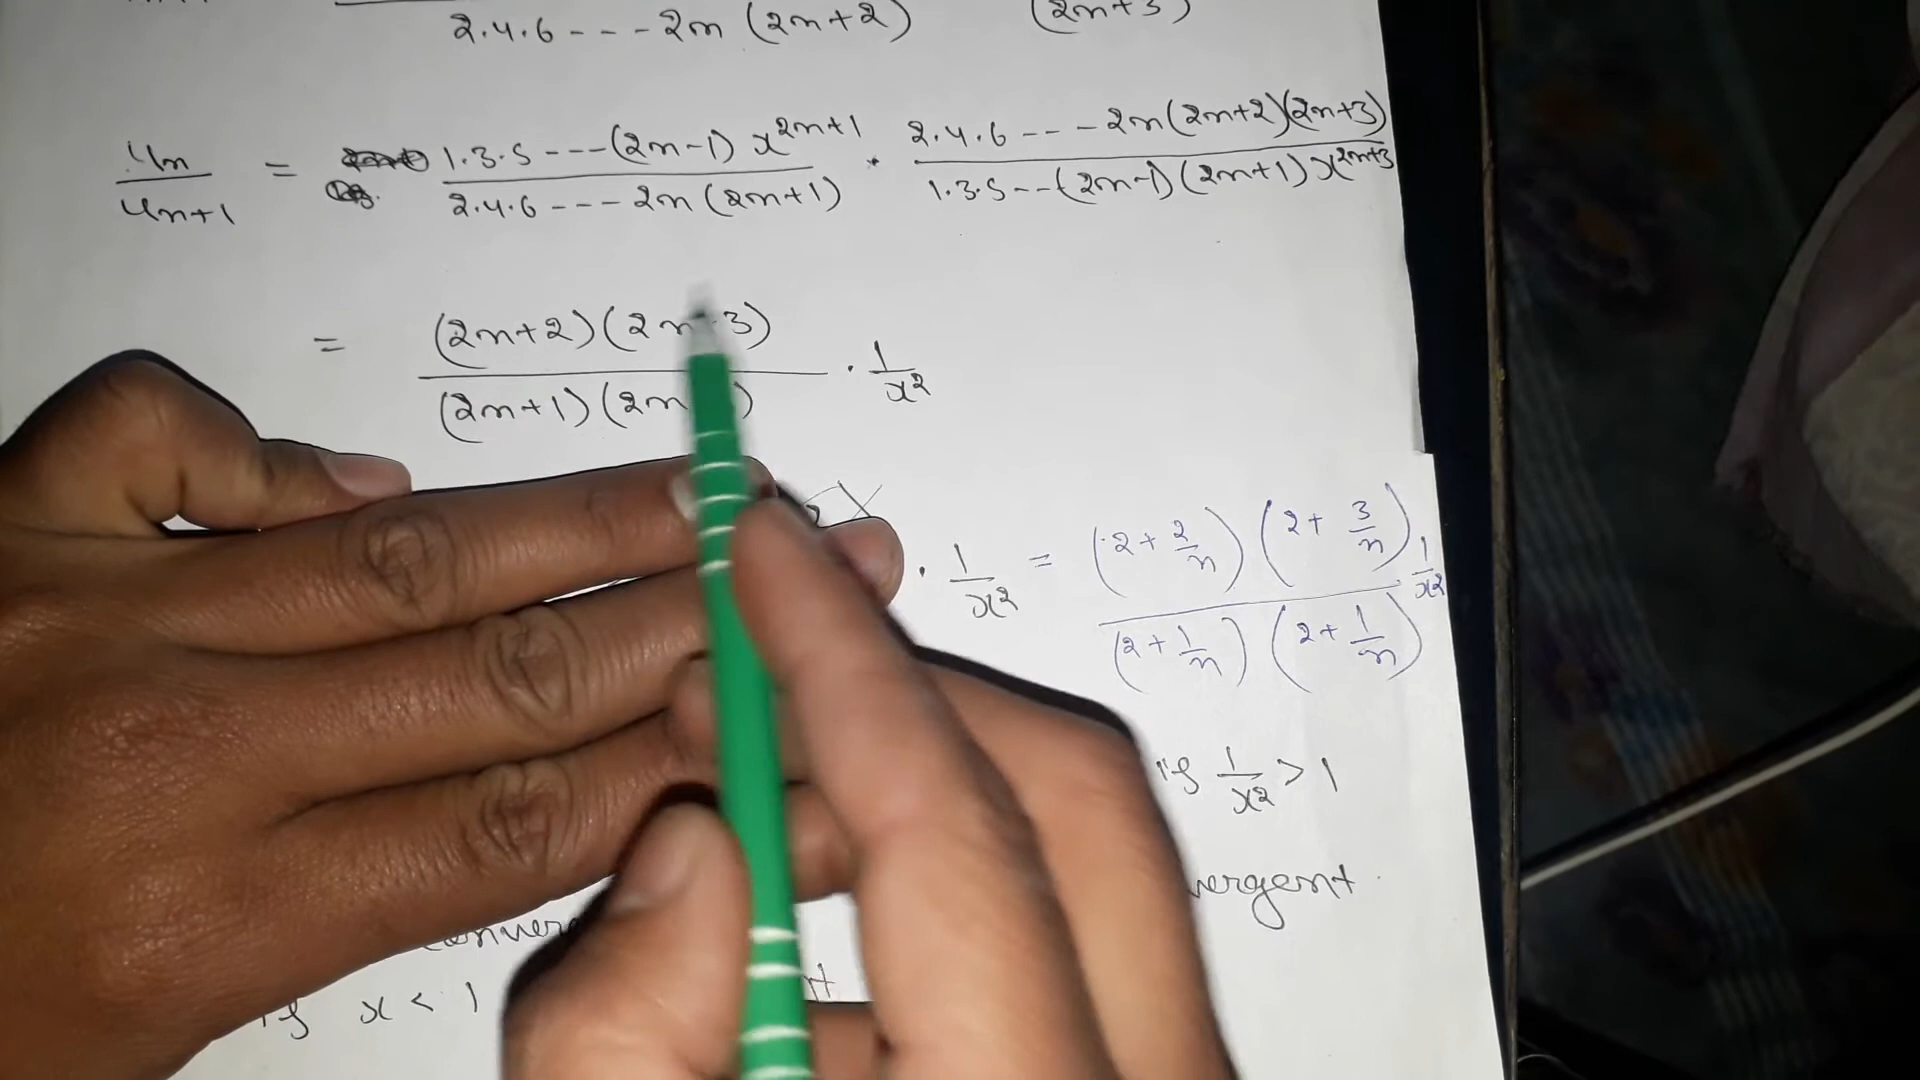 2.4.6 ---- 2n (2n+2) (2n+3)
un/un+1 = 1.3.5 ---(2n-1) x^2n+1 / 2.4.6 --- 2n (2n+1) . 2.4.6 --- 2n(2n+2)(2n+3) / 1.3.5--(2n-1)(2n+1) x^2n+3
= (2n+2)(2n+3) / (2n+1)(2n ) . 1/x^2
. 1/x^2 = (2+2/n)(2+3/n) / (2+1/n)(2+1/n) 1/x^2
if 1/x^2 > 1
if x < 1